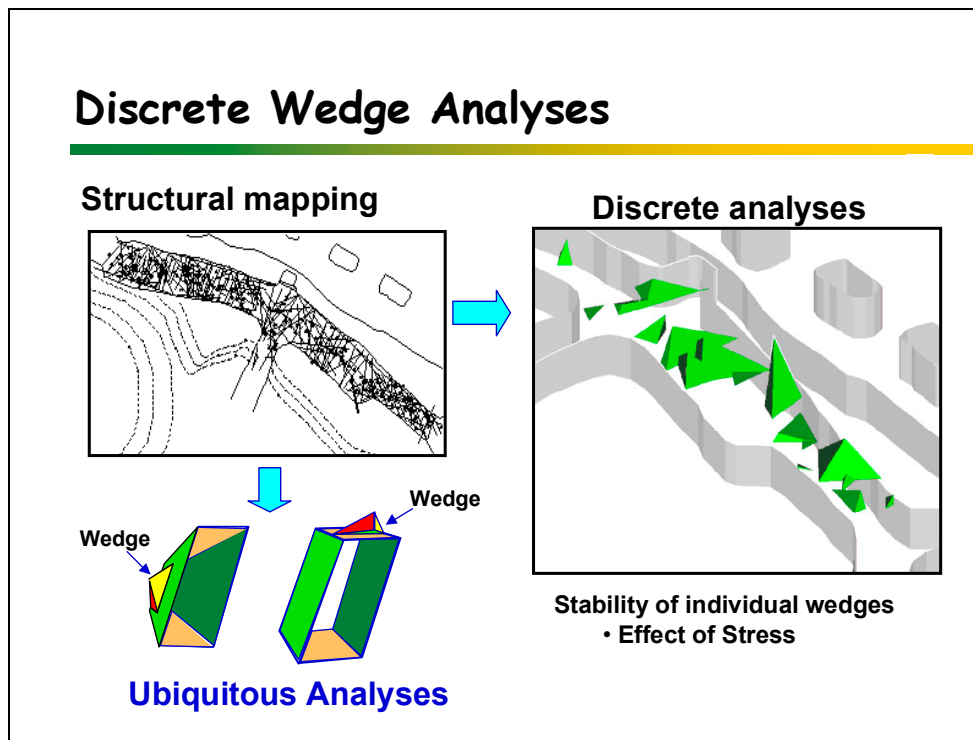 Discrete Wedge Analyses
Structural mapping
Discrete analyses
Wedge
Wedge
Ubiquitous Analyses
Stability of individual wedges
• Effect of Stress